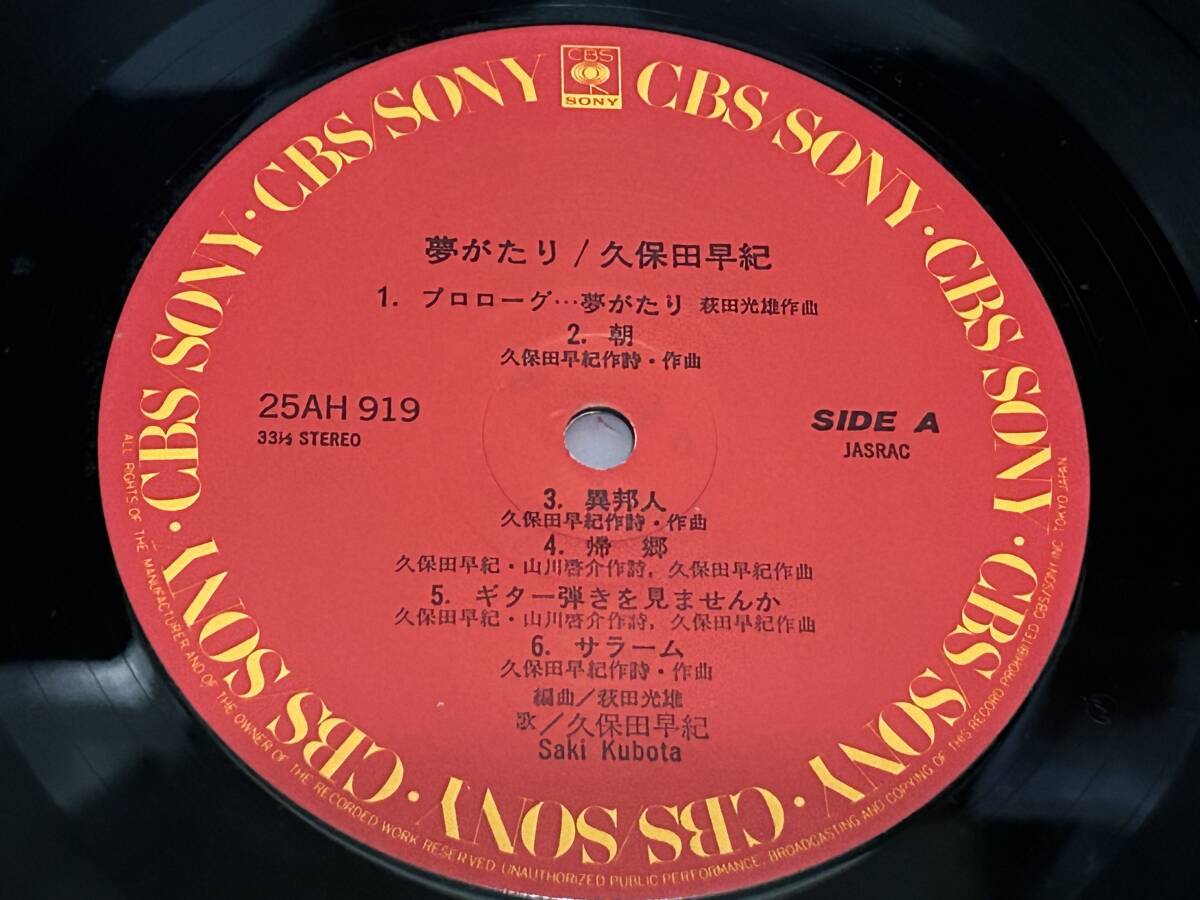 CBS
SONY
CBS/SONY · CBS/SONY · CBS/SONY · CBS/SONY · CBS/SONY · CBS/SONY · CBS/SONY · CBS/SONY · CBS/SONY · CBS/SONY
夢がたり / 久保田早紀
1. プロローグ…夢がたり 萩田光雄作曲
2. 朝
久保田早紀作詩・作曲
25AH 919
33⅓ STEREO
SIDE A
JASRAC
3. 異邦人
久保田早紀作詩・作曲
4. 帰 郷
久保田早紀・山川啓介作詩, 久保田早紀作曲
5. ギター弾きを見ませんか
久保田早紀・山川啓介作詩, 久保田早紀作曲
6. サラーム
久保田早紀作詩・作曲
編曲/萩田光雄
歌/久保田早紀
Saki Kubota
ALL RIGHTS OF THE MANUFACTURER AND OF THE OWNER OF THE RECORDED WORK RESERVED UNAUTHORIZED PUBLIC PERFORMANCE, BROADCASTING AND COPYING OF THIS RECORD PROHIBITED CBS/SONY INC. TOKYO JAPAN